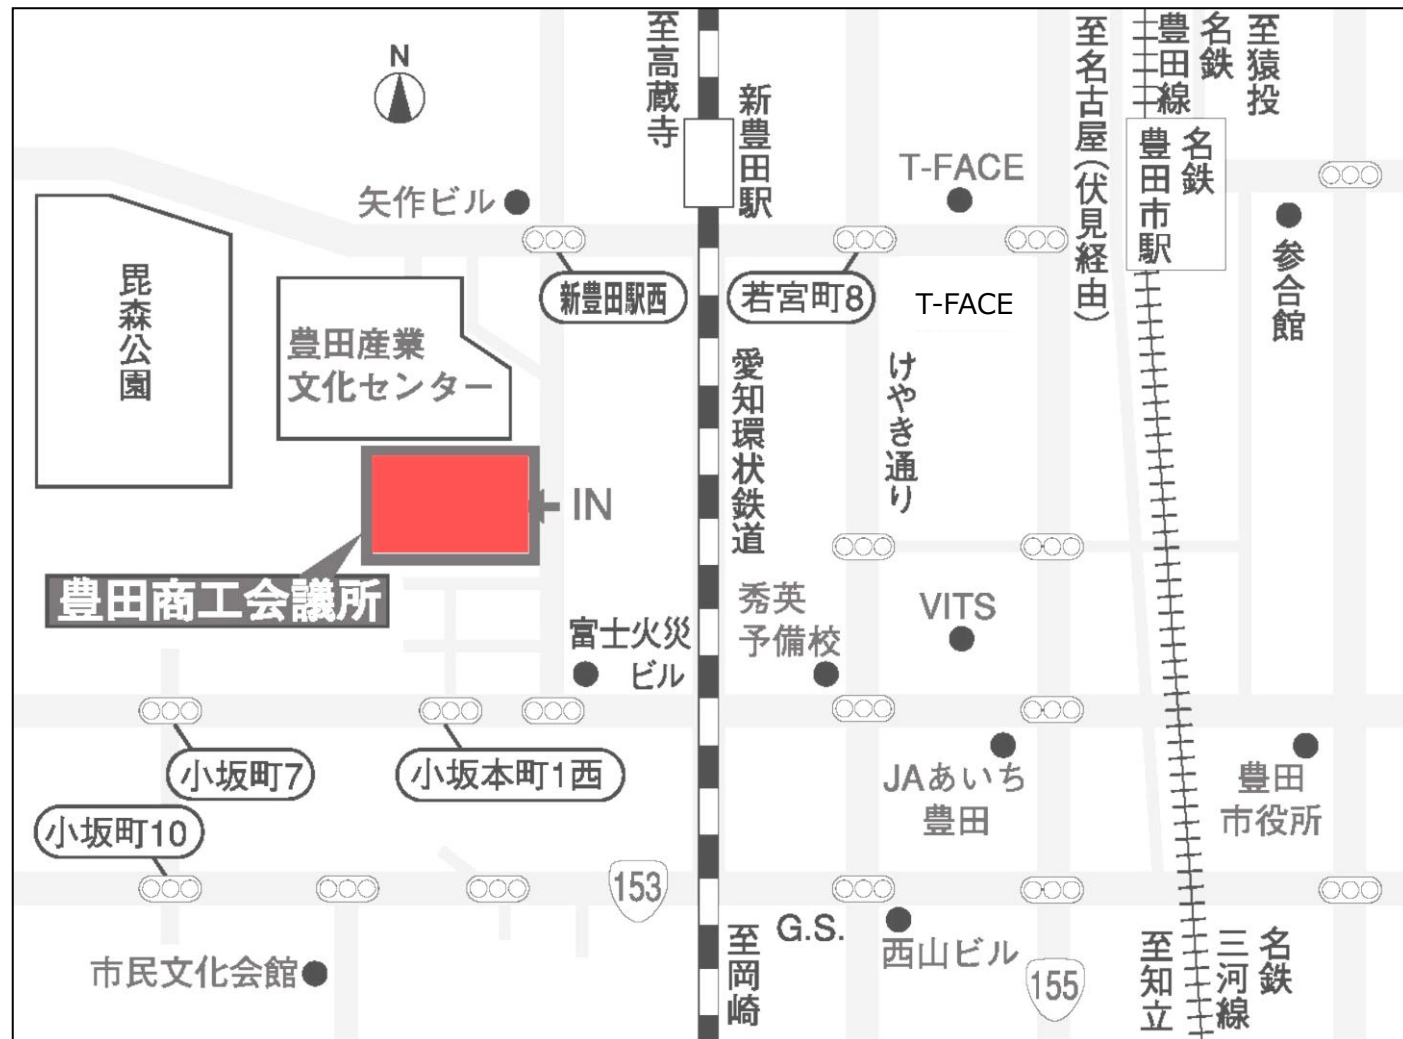 N
至高蔵寺
新豊田駅
至名古屋(伏見経由)
名鉄
豊田線
至猿投
名鉄
豊田市駅
T-FACE
矢作ビル
参合館
毘森公園
新豊田駅西
若宮町8
T-FACE
豊田産業
文化センター
愛知環状鉄道
けやき通り
IN
豊田商工会議所
富士火災
ビル
秀英
予備校
VITS
小坂町7
小坂本町1西
JAあいち
豊田
豊田
市役所
小坂町10
153
至岡崎
G.S.
西山ビル
市民文化会館
155
至知立
名鉄
三河線